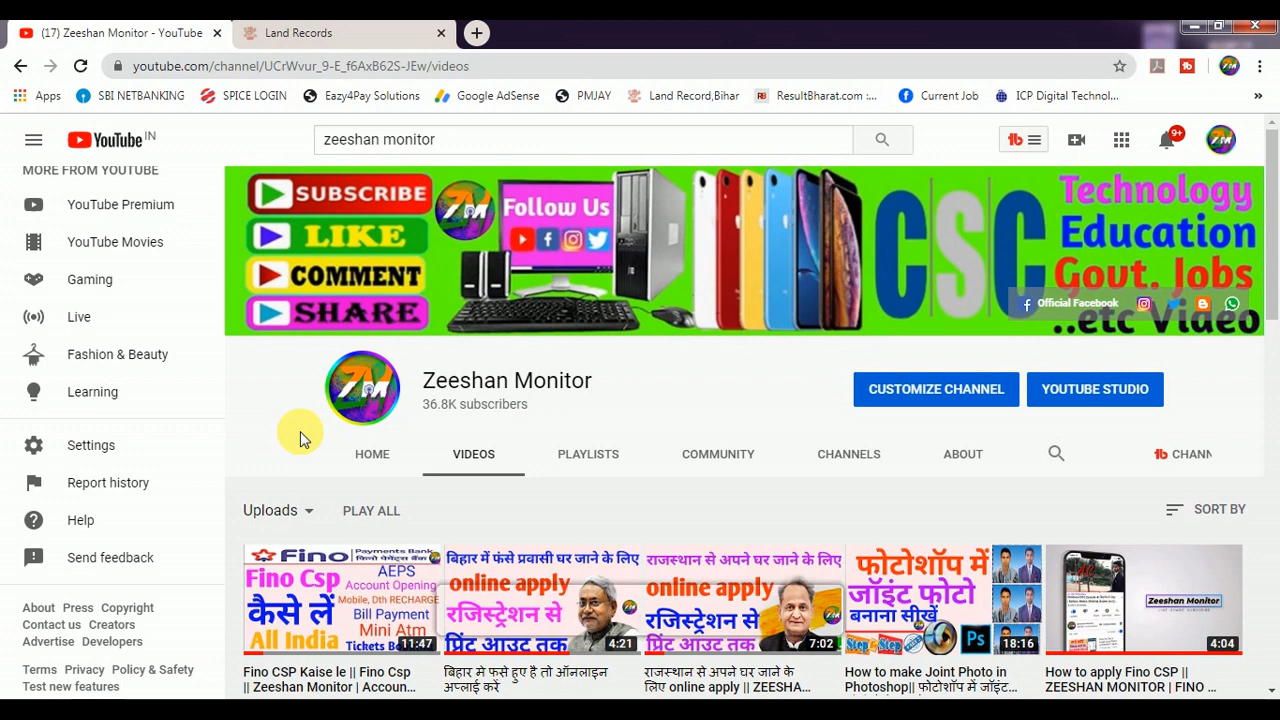 (17) Zeeshan Monitor - YouTube
Land Records
youtube.com/channel/UCrWvur_9-E_f6AxB62S-JEw/videos
Apps
SBI NETBANKING
SPICE LOGIN
Eazy4Pay Solutions
Google AdSense
PMJAY
Land Record,Bihar
ResultBharat.com :...
Current Job
ICP Digital Technol...
YouTube IN
zeeshan monitor
9+
MORE FROM YOUTUBE
YouTube Premium
YouTube Movies
Gaming
Live
Fashion & Beauty
Learning
Settings
Report history
Help
Send feedback
About Press Copyright
Contact us Creators
Advertise Developers
Terms Privacy Policy & Safety
Test new features
SUBSCRIBE
LIKE
COMMENT
SHARE
ZM
Follow Us
CSC
Technology
Education
Govt. Jobs
..etc Video
Official Facebook
ZM
Zeeshan Monitor
36.8K subscribers
CUSTOMIZE CHANNEL
YOUTUBE STUDIO
HOME
VIDEOS
PLAYLISTS
COMMUNITY
CHANNELS
ABOUT
CHANN
Uploads
PLAY ALL
SORT BY
Fino Payments Bank
Fino Csp
कैसे लें
All India
AEPS
Account Opening
Mobile, Dth RECHARGE
Bill Payment
Mini Atm
Tickets
11:47
Fino CSP Kaise le || Fino Csp
|| Zeeshan Monitor | Accoun...
बिहार में फंसे प्रवासी घर जाने के लिए
online apply
रजिस्ट्रेशन से
प्रिंट आउट तक
4:21
बिहार मे फसे हुए है तो ऑनलाइन
अप्लाई करें
राजस्थान से अपने घर जाने के लिए
online apply
रजिस्ट्रेशन से
प्रिंट आउट तक
7:02
राजस्थान से अपने घर जाने के
लिए online apply || ZEESHA...
फोटोशॉप में
जॉइंट फोटो
बनाना सीखें
Step by Step
Ps
18:16
How to make Joint Photo in
Photoshop|| फोटोशॉप में जॉइंट...
Zeeshan Monitor
4:04
How to apply Fino CSP ||
ZEESHAN MONITOR | FINO ...